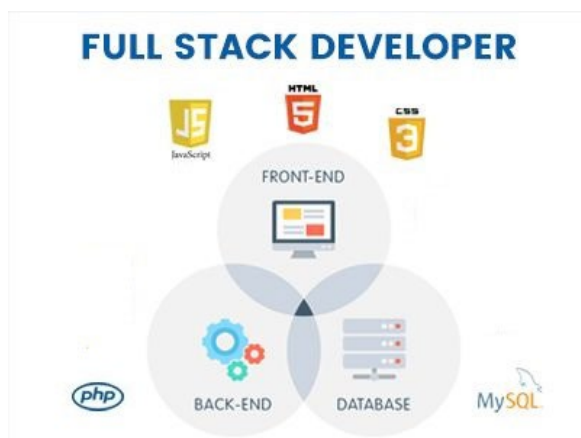 FULL STACK DEVELOPER
HTML
5
JS
JavaScript
CSS
3
FRONT-END
BACK-END
DATABASE
php
MySQL